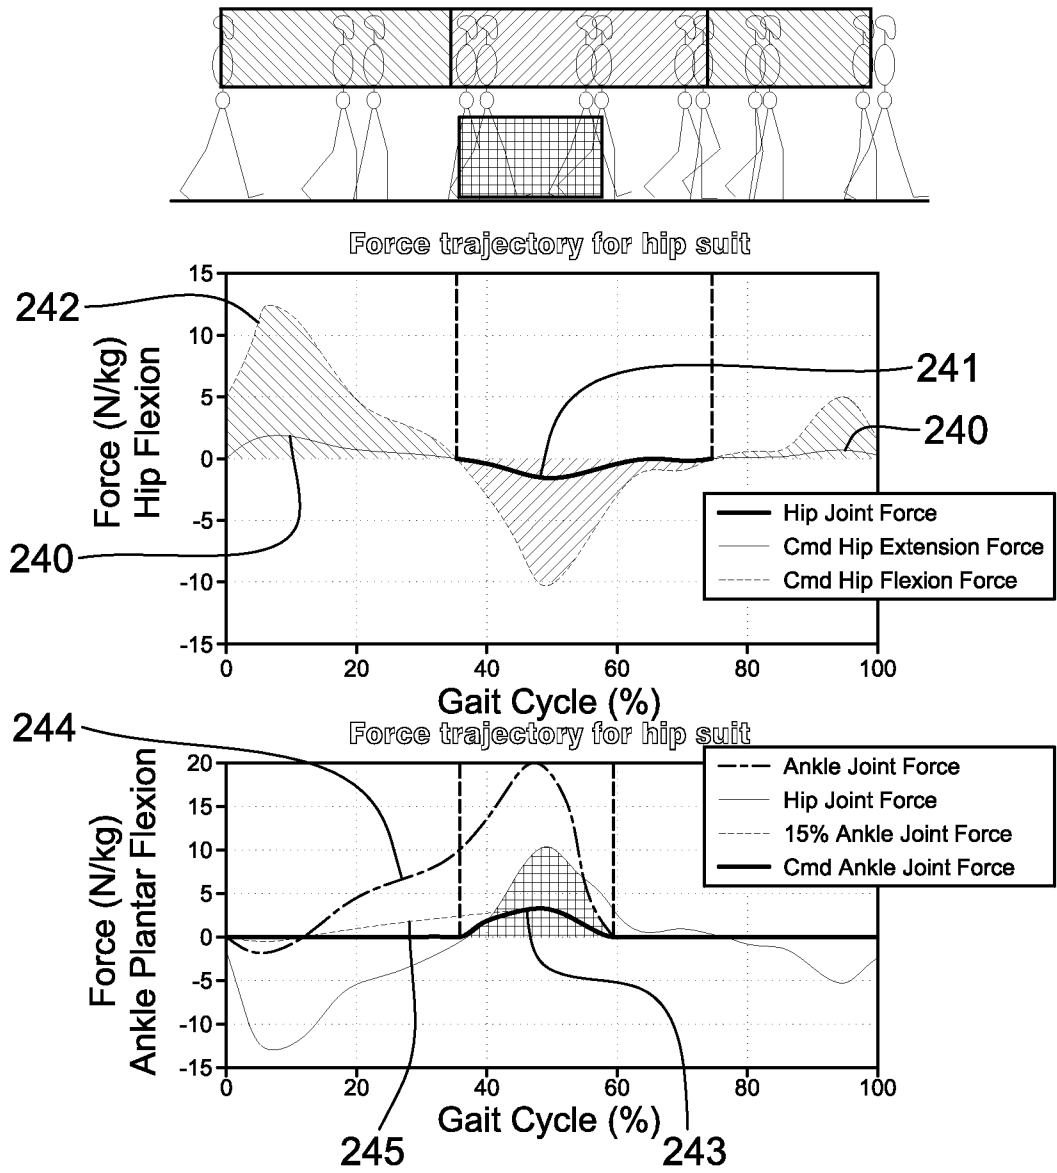 Force trajectory for hip suit
15
10
5
0
-5
-10
-15
Force (N/kg)
Hip Flexion
242
241
240
240
Hip Joint Force
Cmd Hip Extension Force
Cmd Hip Flexion Force
0 20 40 60 80 100
Gait Cycle (%)
244
Force trajectory for hip suit
20
15
10
5
0
-5
-10
-15
Force (N/kg)
Ankle Plantar Flexion
Ankle Joint Force
Hip Joint Force
15% Ankle Joint Force
Cmd Ankle Joint Force
0 20 40 60 80 100
Gait Cycle (%)
245 243